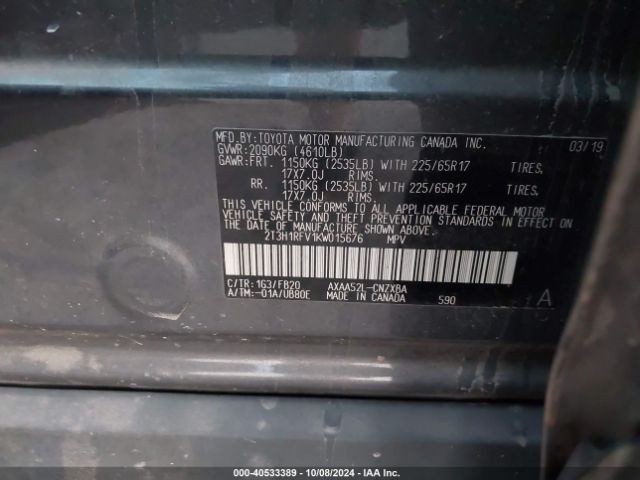 MFD.BY:TOYOTA MOTOR MANUFACTURING CANADA INC. 03/19
GVWR:2090KG (4610LB)
GAWR:FRT. 1150KG (2535LB) WITH 225/65R17 TIRES.
17X7.0J RIMS.
RR. 1150KG (2535LB) WITH 225/65R17 TIRES.
17X7.0J RIMS.
THIS VEHICLE CONFORMS TO ALL APPLICABLE FEDERAL MOTOR
VEHICLE SAFETY AND THEFT PREVENTION STANDARDS IN EFFECT
ON THE DATE OF MANUFACTURE SHOWN ABOVE.
2T3H1RFV1KW015676 MPV
C/TR:1G3/FB20 AXAA52L-CNZXBA
A/TM:-01A/UB80E MADE IN CANADA 590 A
000-40533389 - 10/08/2024 - IAA Inc.